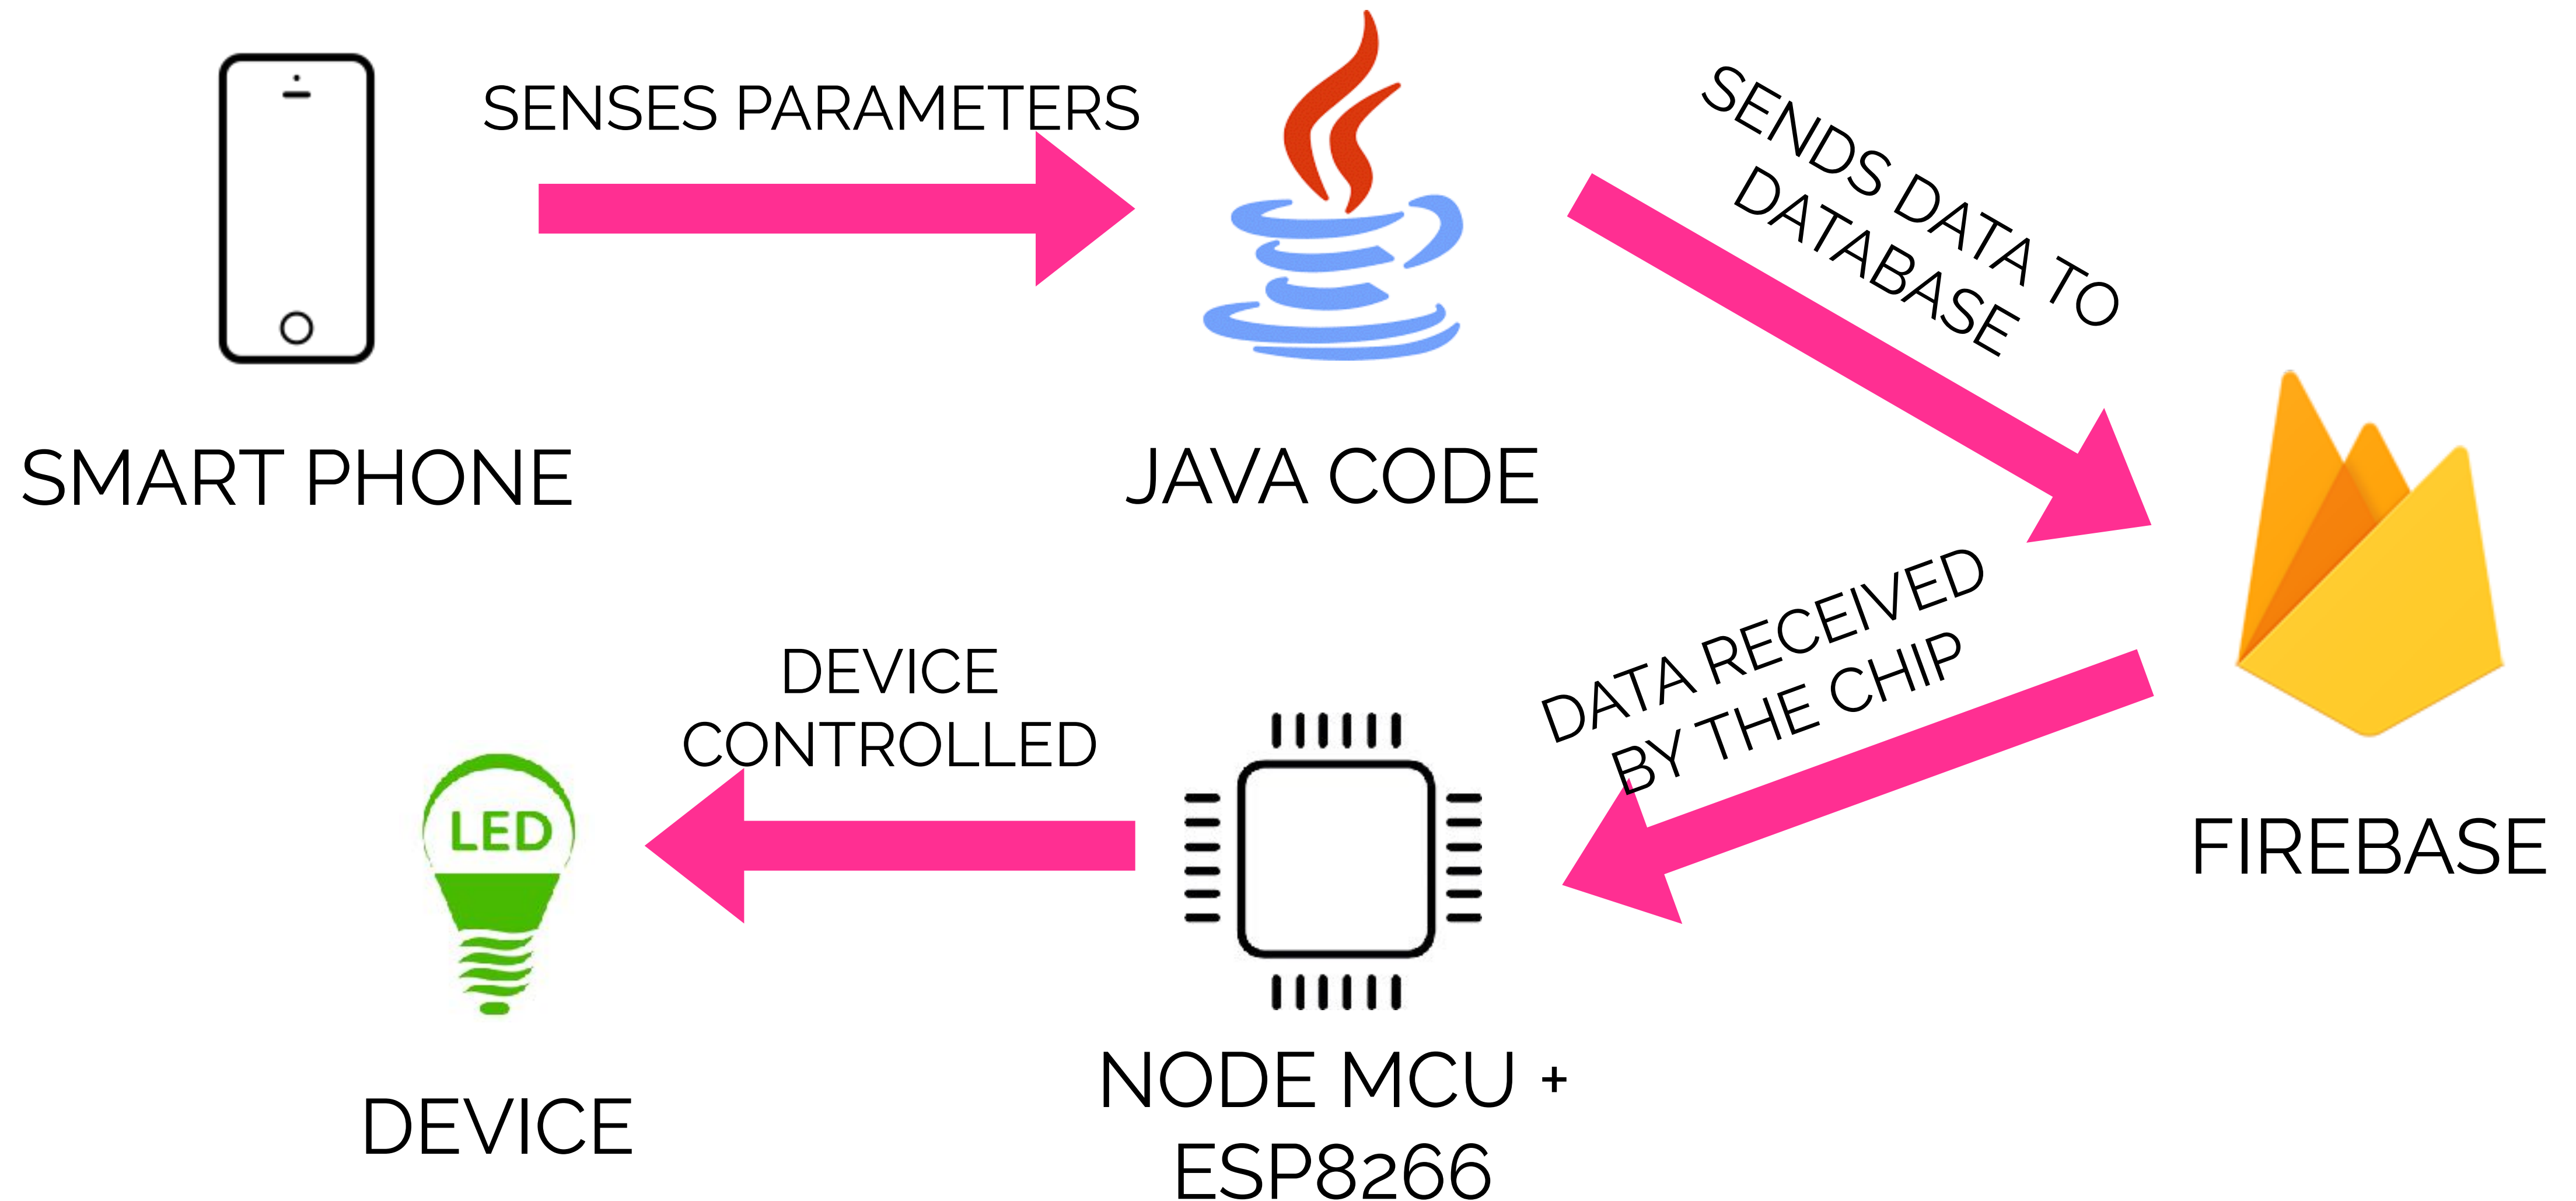 SENSES PARAMETERS
SENDS DATA TO
DATABASE
SMART PHONE
JAVA CODE
DATA RECEIVED
BY THE CHIP
FIREBASE
DEVICE
CONTROLLED
LED
DEVICE
NODE MCU +
ESP8266